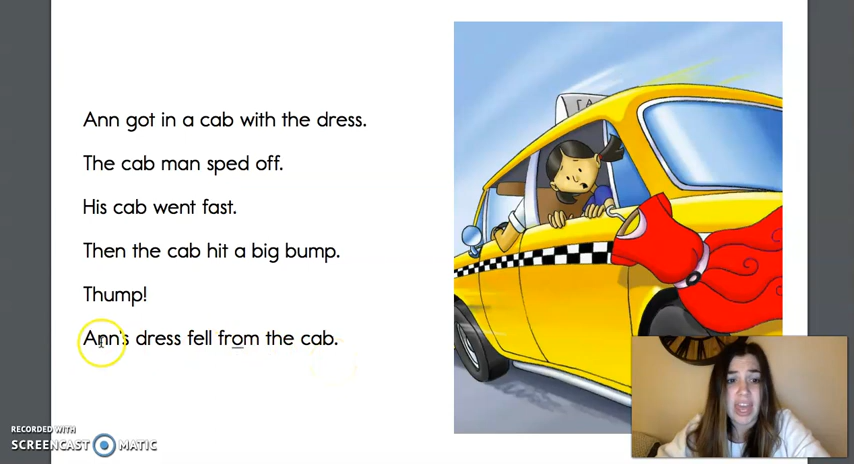 Ann got in a cab with the dress.
The cab man sped off.
His cab went fast.
Then the cab hit a big bump.
Thump!
Ann's dress fell from the cab.
TA
RECORDED WITH
SCREENCAST MATIC